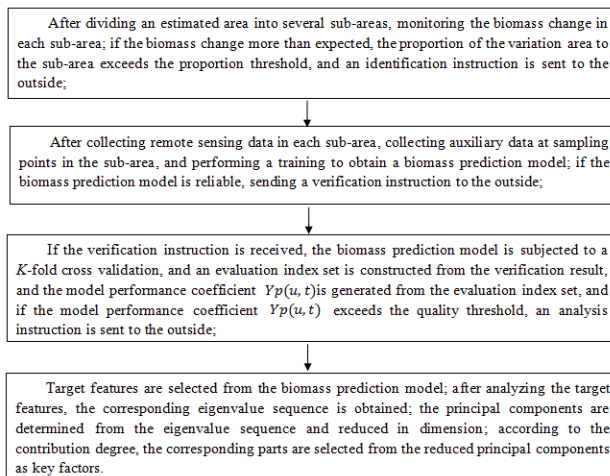 After dividing an estimated area into several sub-areas, monitoring the biomass change in
each sub-area; if the biomass change more than expected, the proportion of the variation area to
the sub-area exceeds the proportion threshold, and an identification instruction is sent to the
outside;
After collecting remote sensing data in each sub-area, collecting auxiliary data at sampling
points in the sub-area, and performing a training to obtain a biomass prediction model; if the
biomass prediction model is reliable, sending a verification instruction to the outside;
If the verification instruction is received, the biomass prediction model is subjected to a
K-fold cross validation, and an evaluation index set is constructed from the verification result,
and the model performance coefficient Yp(u,t)is generated from the evaluation index set, and
if the model performance coefficient Yp(u,t) exceeds the quality threshold, an analysis
instruction is sent to the outside;
Target features are selected from the biomass prediction model; after analyzing the target
features, the corresponding eigenvalue sequence is obtained; the principal components are
determined from the eigenvalue sequence and reduced in dimension; according to the
contribution degree, the corresponding parts are selected from the reduced principal components
as key factors.